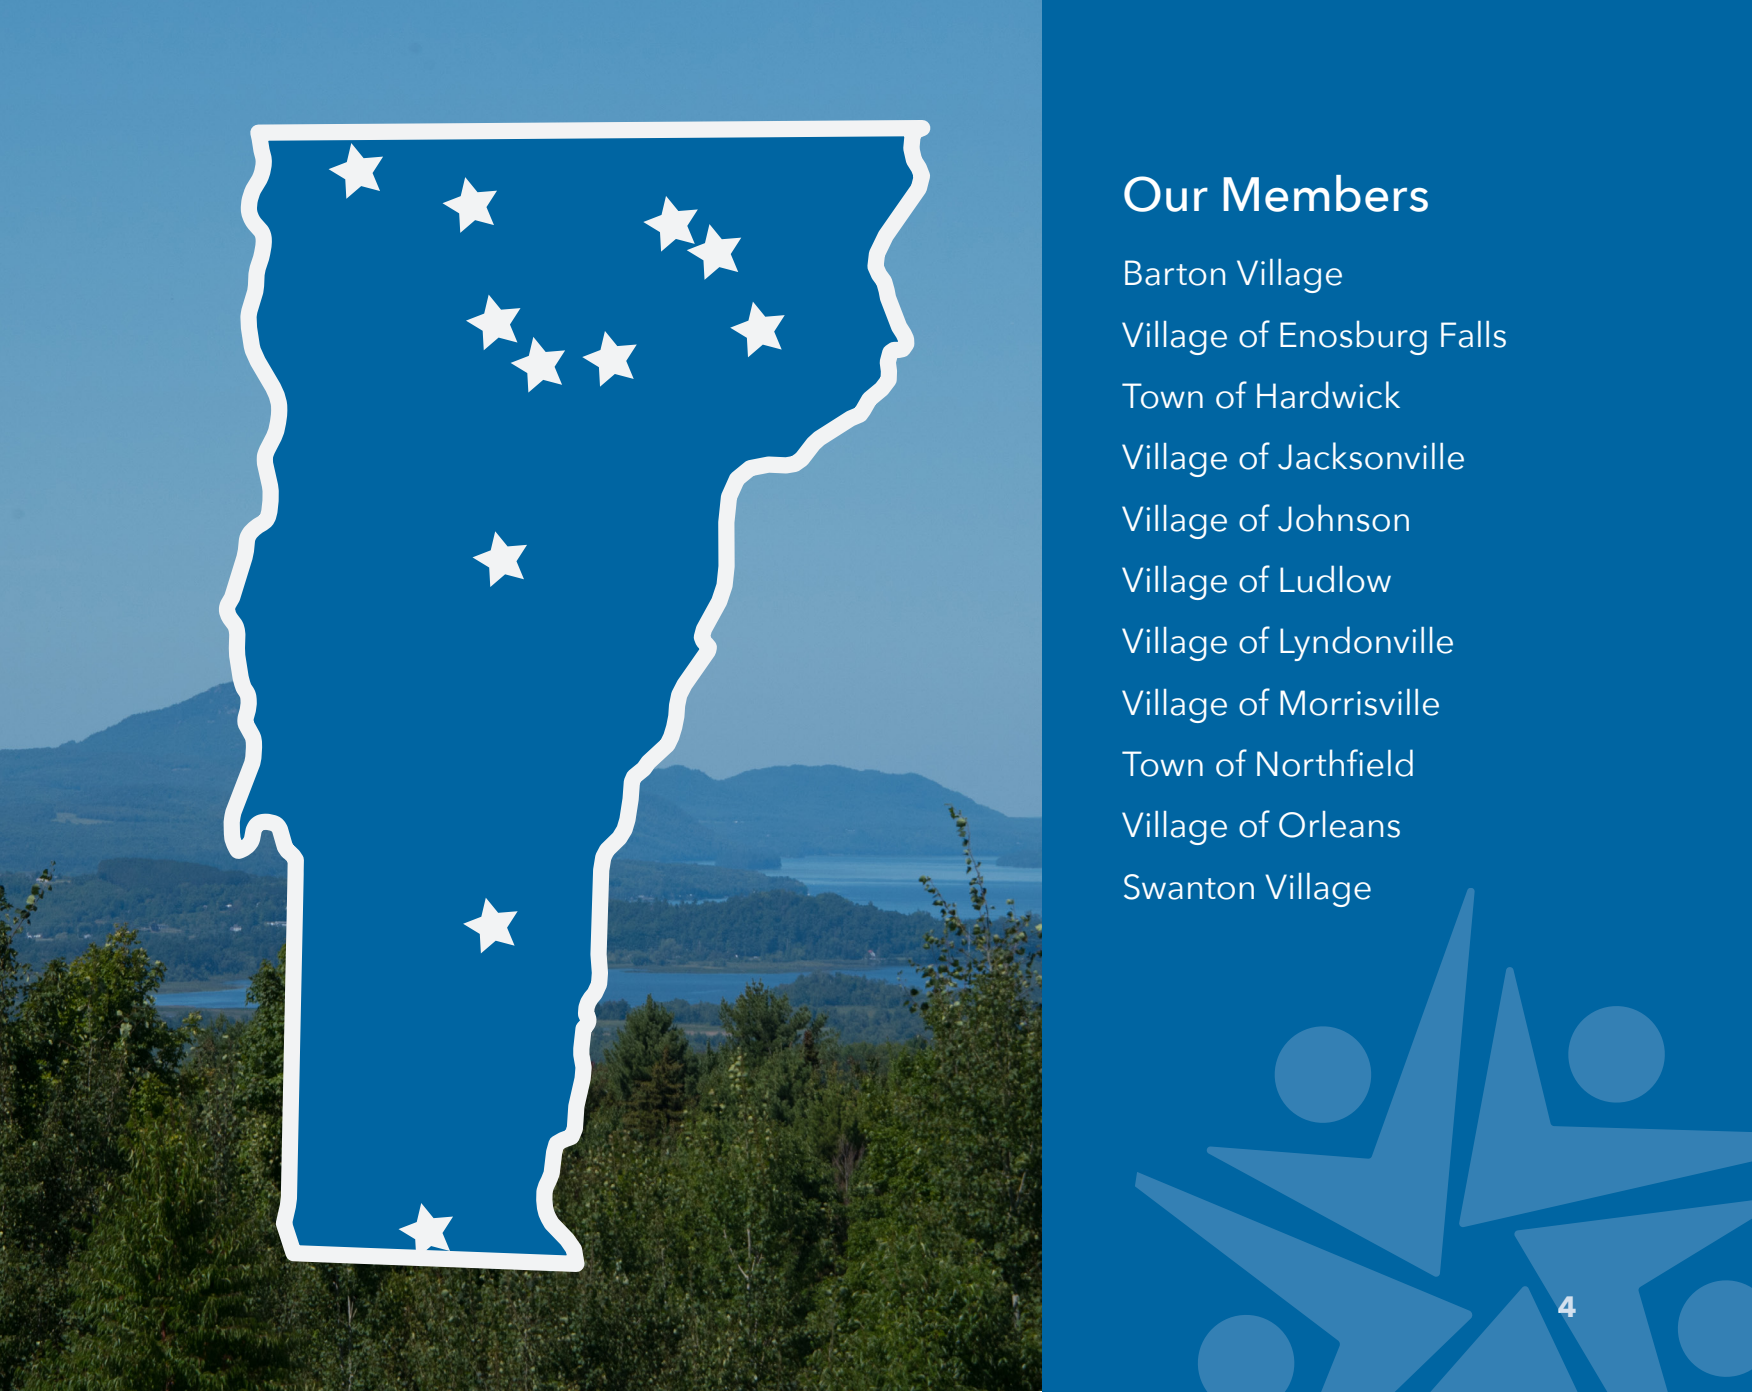 Our Members
Barton Village
Village of Enosburg Falls
Town of Hardwick
Village of Jacksonville
Village of Johnson
Village of Ludlow
Village of Lyndonville
Village of Morrisville
Town of Northfield
Village of Orleans
Swanton Village
4